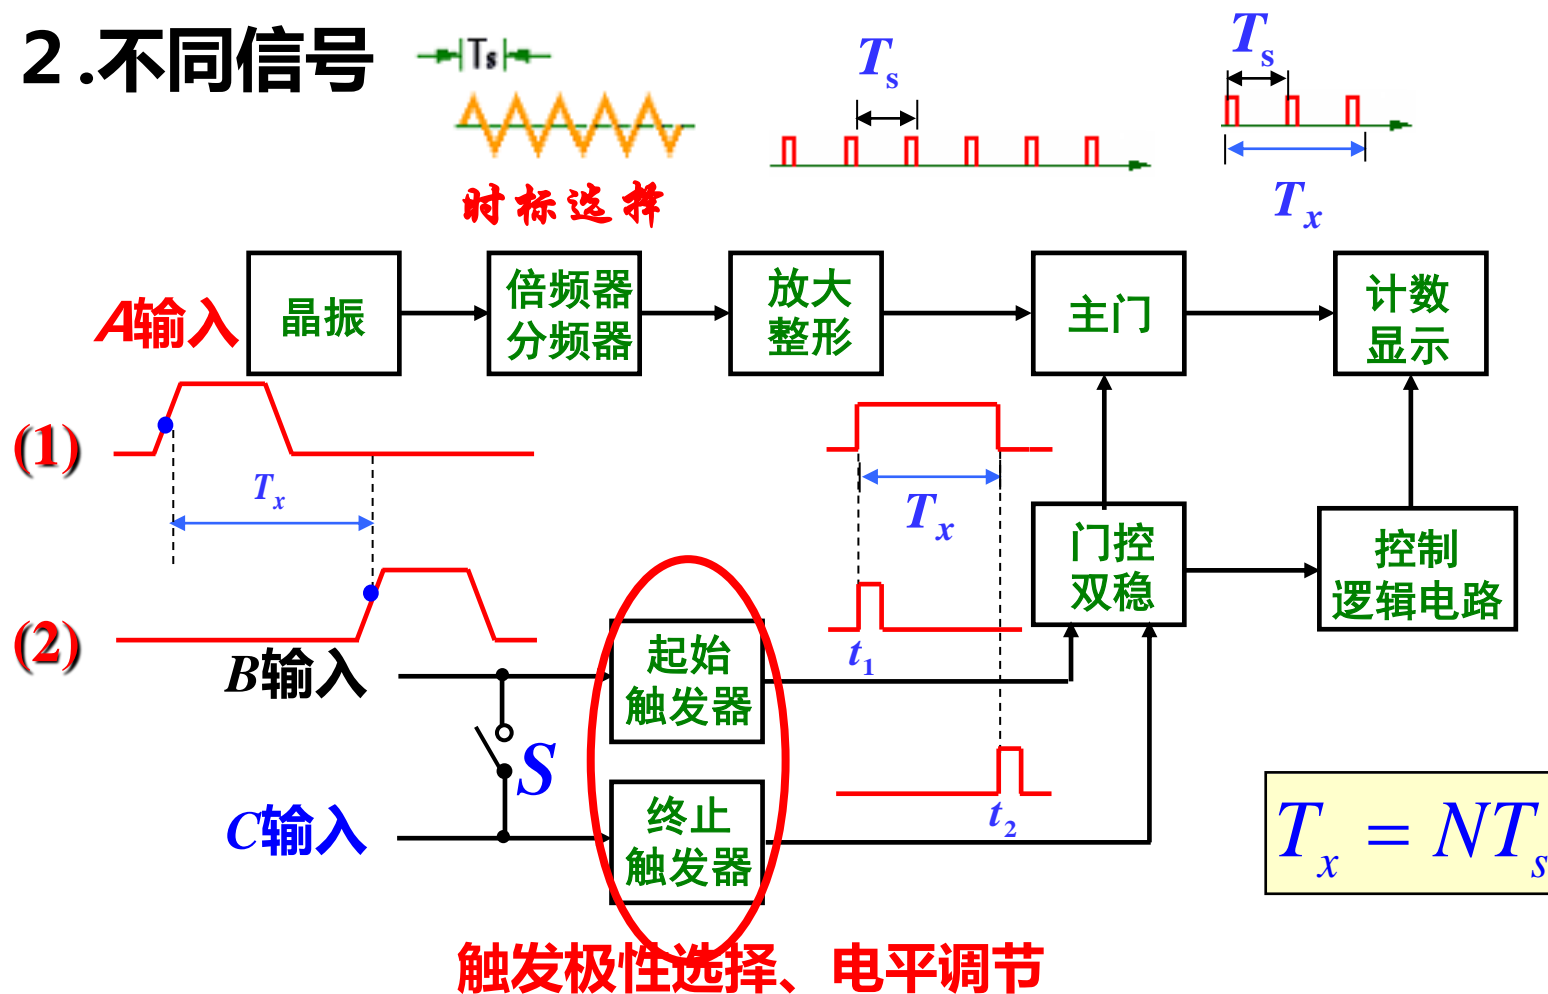 2.不同信号
Ts
Ts
Ts
Tx
时标选择
A输入
晶振
倍频器
分频器
放大
整形
主门
计数
显示
(1)
Tx
Tx
门控
双稳
控制
逻辑电路
(2)
B输入
起始
触发器
t1
S
C输入
终止
触发器
t2
Tx = NTs
触发极性选择、电平调节